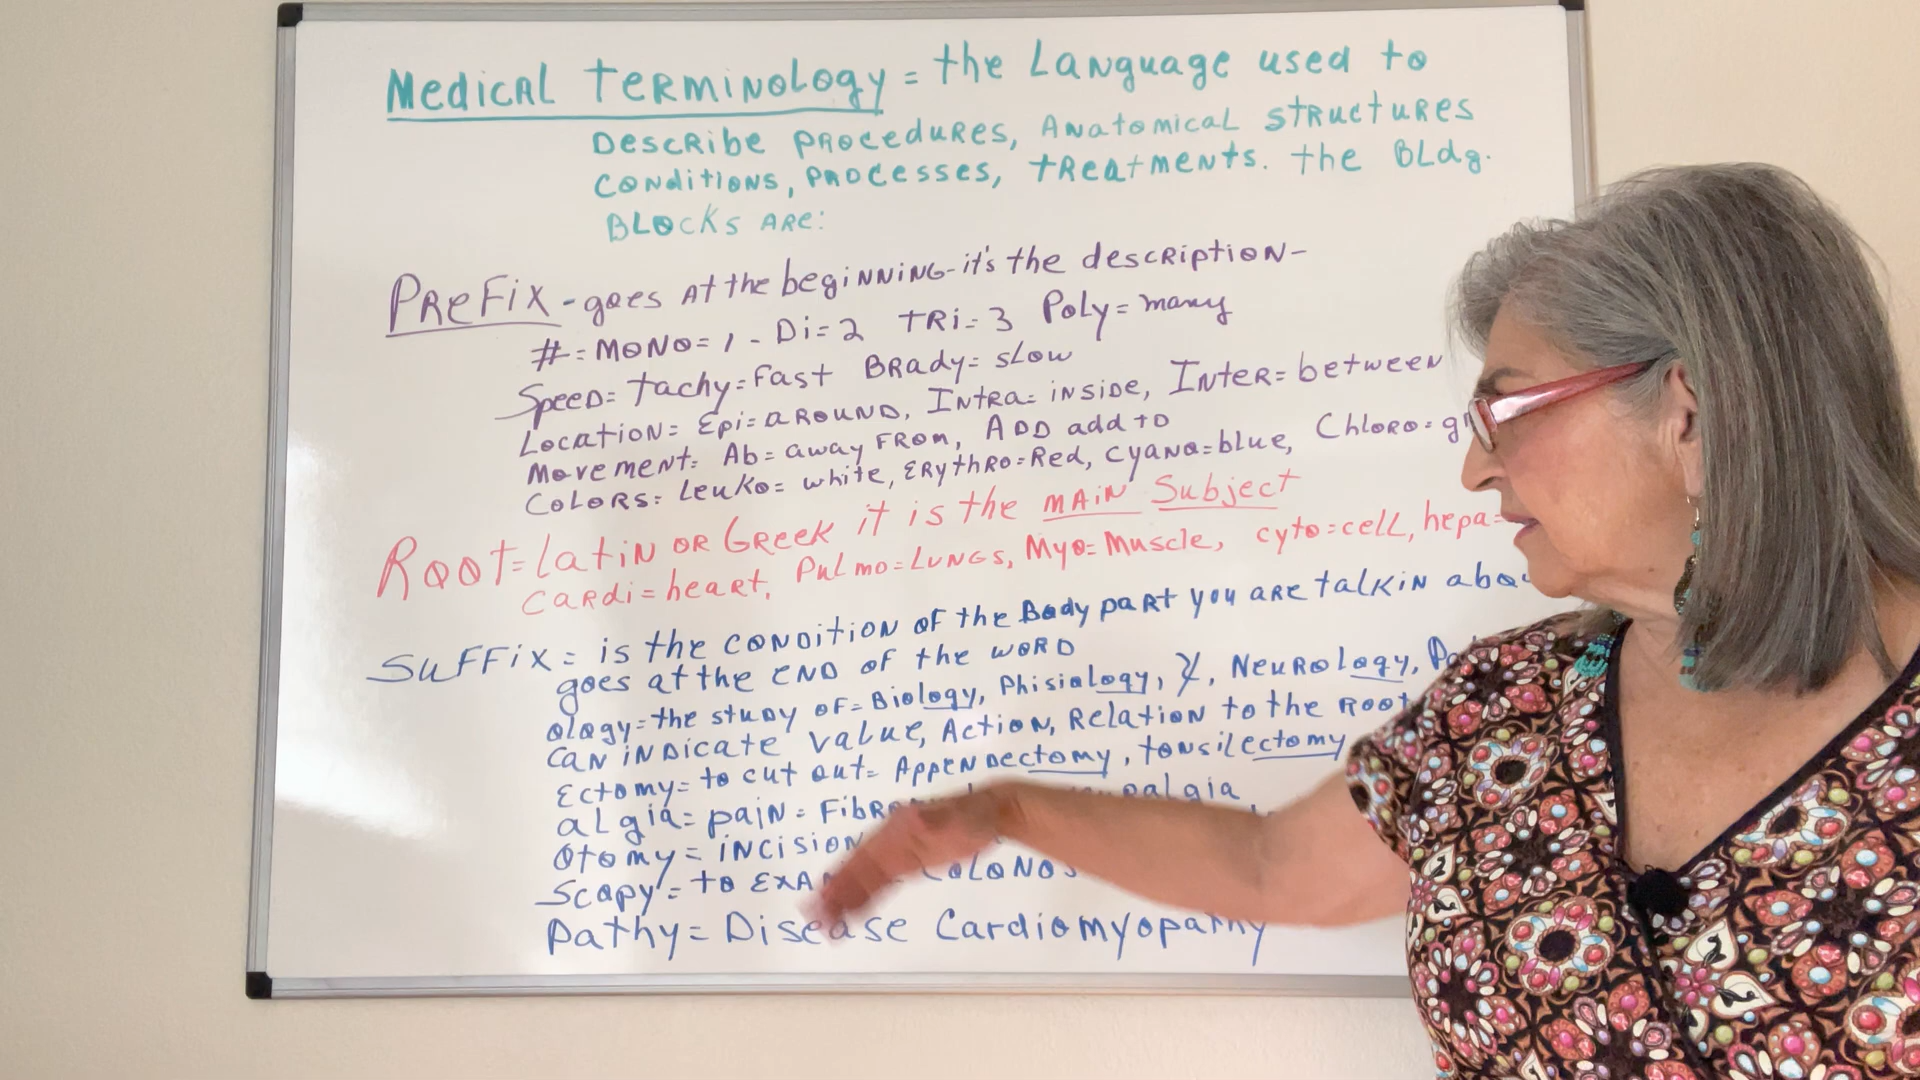 Medical Terminology = the Language used to
Describe Procedures, Anatomical Structures
Conditions, Processes, Treatments. The Bldg.
Blocks Are:
Prefix - goes at the beginning - it's the description -
# = Mono = 1 - Di = 2 Tri = 3 Poly = many
Speed = Tachy = Fast Brady = slow
Location = Epi = around, Intra = inside, Inter = between
Movement = Ab = away From, ADD add to
Colors = Leuko = white, Erythro = Red, Cyano = blue, Chloro =
Root = Latin or Greek it is the main Subject
Cardi = heart, Pulmo = Lungs, Myo = Muscle, cyto = cell, hepa =
Suffix = is the condition of the Body part you are talkin
goes at the end of the word
ology = the study of = Biology, Phisialogy, Neurology,
can indicate value, Action, Relation to the Root
Ectomy = to cut out = Appendectomy, tonsilectomy
algia = pain =
Otomy = incision
Scopy = to
Pathy = Disease Cardiomyopathy